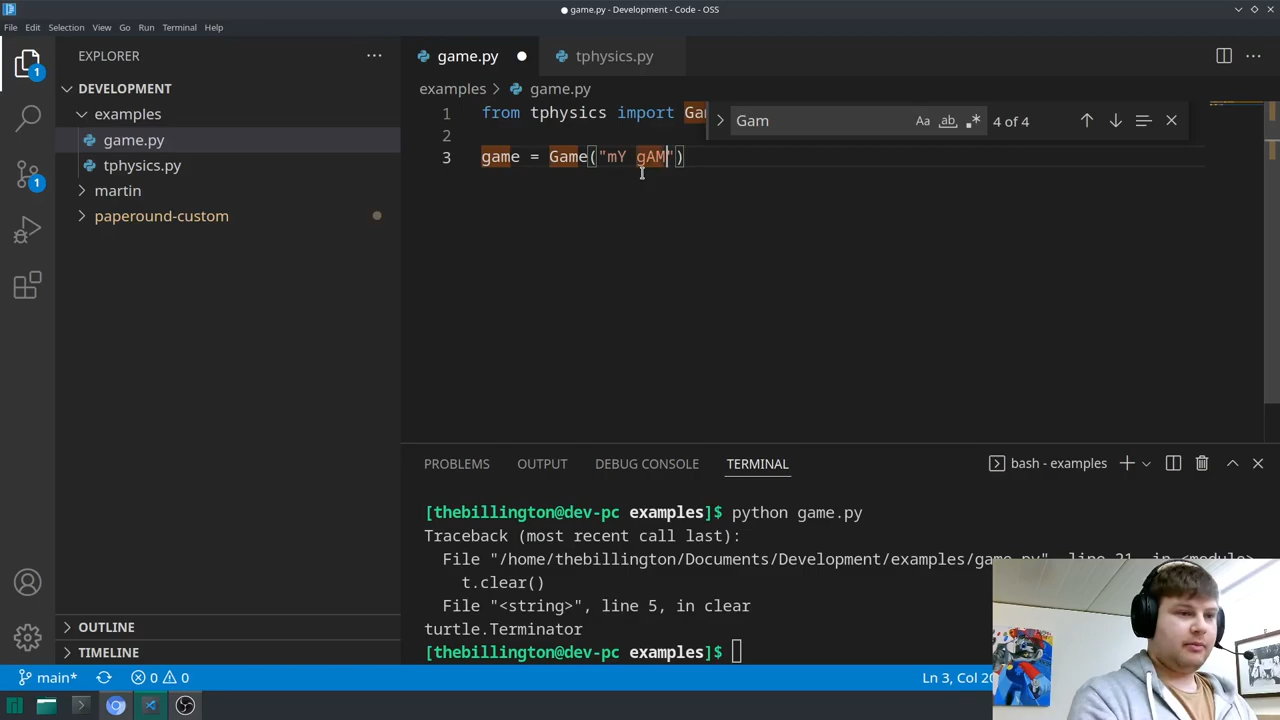 game.py - Development - Code - OSS
File Edit Selection View Go Run Terminal Help
EXPLORER
game.py
tphysics.py
DEVELOPMENT
examples > game.py
examples
game.py
tphysics.py
martin
paperound-custom
1
1
1 from tphysics import Ga
2
3 game = Game("mY gAM")
Gam
Aa ab 4 of 4
PROBLEMS OUTPUT DEBUG CONSOLE TERMINAL
bash - examples
[thebillington@dev-pc examples]$ python game.py
Traceback (most recent call last):
File "/home/thebillington/Documents/Development/examples/game.py", line 21, in <module>
t.clear()
File "<string>", line 5, in clear
turtle.Terminator
[thebillington@dev-pc examples]$
OUTLINE
TIMELINE
main* 0 0
Ln 3, Col 20